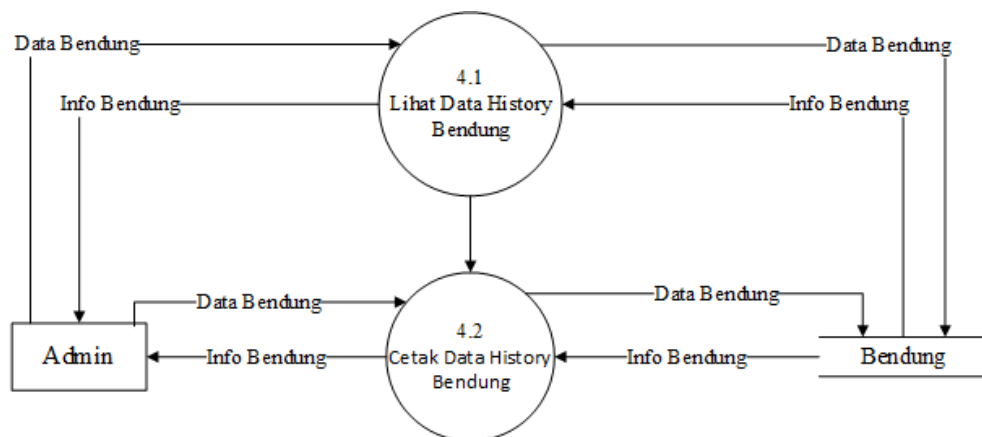 Data Bendung
Data Bendung
4.1
Lihat Data History
Bendung
Info Bendung
Info Bendung
Data Bendung
Data Bendung
4.2
Cetak Data History
Bendung
Admin
Info Bendung
Info Bendung
Bendung